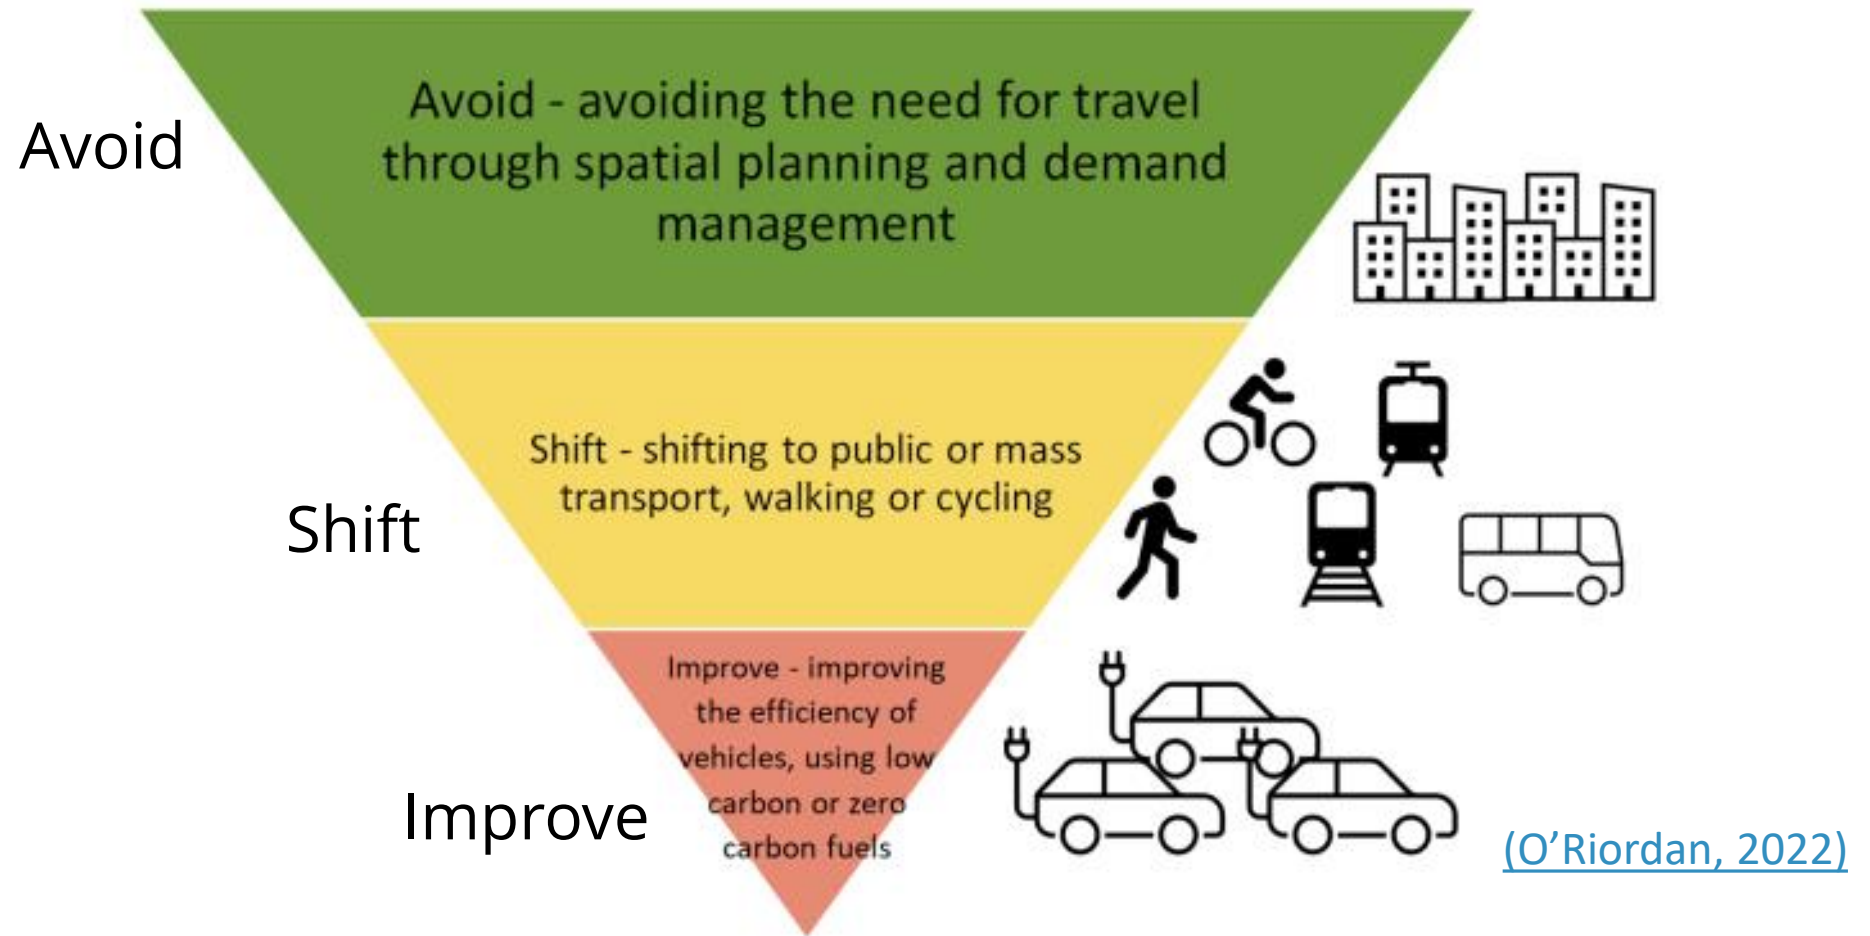 Avoid
Avoid - avoiding the need for travel
through spatial planning and demand
management
Shift
Shift - shifting to public or mass
transport, walking or cycling
Improve
Improve - improving
the efficiency of
vehicles, using low
carbon or zero
carbon fuels
(O’Riordan, 2022)